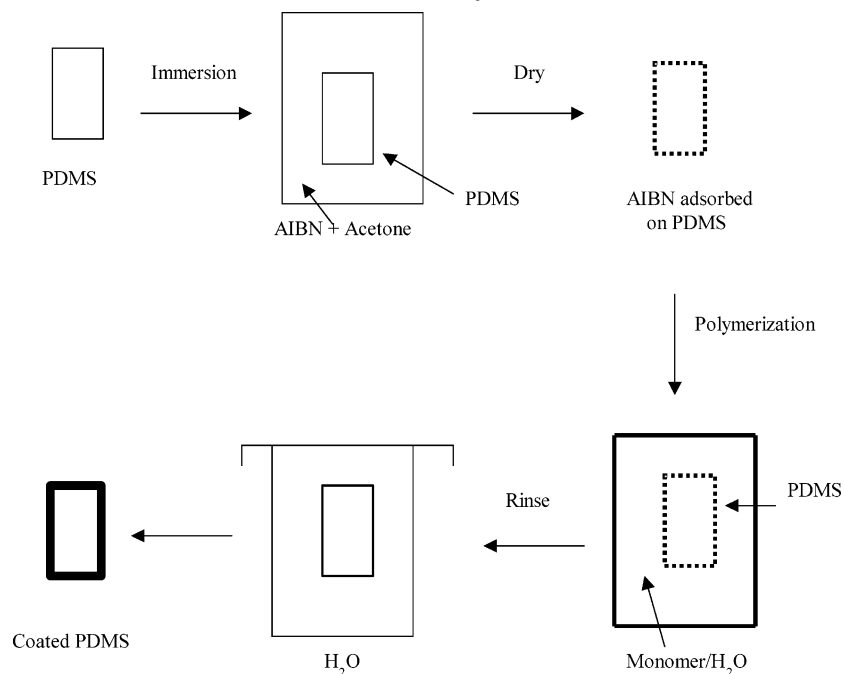 Immersion
Dry
PDMS
PDMS
AIBN + Acetone
AIBN adsorbed
on PDMS
Polymerization
PDMS
Rinse
Coated PDMS
H₂O
Monomer/H₂O